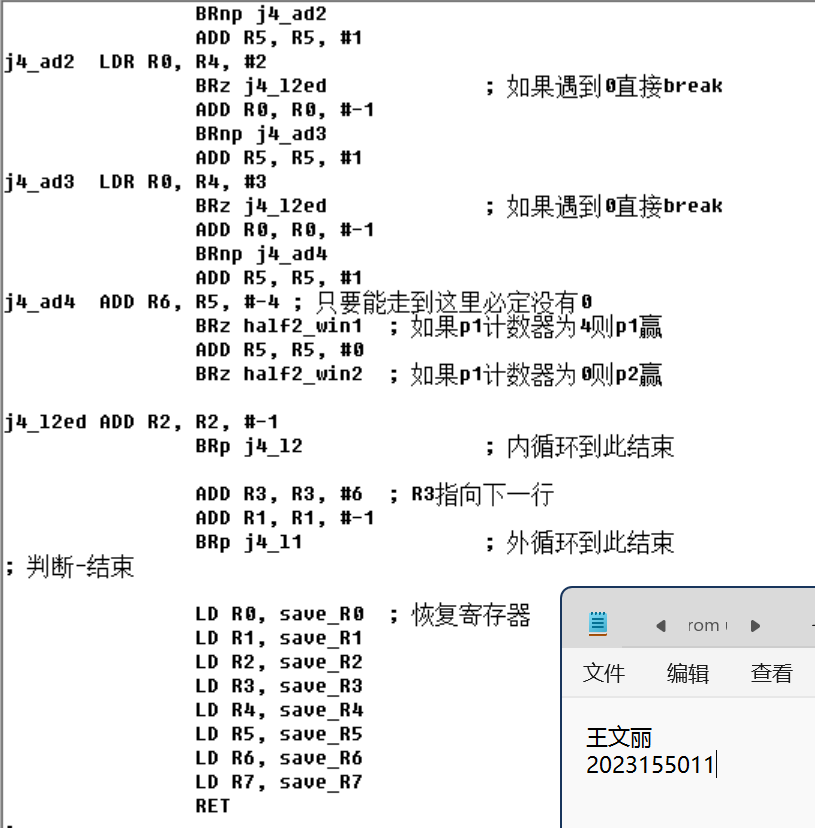 BRnp j4_ad2
ADD R5, R5, #1
j4_ad2 LDR R0, R4, #2
BRz j4_l2ed ; 如果遇到0直接break
ADD R0, R0, #-1
BRnp j4_ad3
ADD R5, R5, #1
j4_ad3 LDR R0, R4, #3
BRz j4_l2ed ; 如果遇到0直接break
ADD R0, R0, #-1
BRnp j4_ad4
ADD R5, R5, #1
j4_ad4 ADD R6, R5, #-4 ; 只要能走到这里必定没有0
BRz half2_win1 ; 如果p1计数器为4则p1赢
ADD R5, R5, #0
BRz half2_win2 ; 如果p1计数器为0则p2赢
j4_l2ed ADD R2, R2, #-1
BRp j4_l2 ; 内循环到此结束
ADD R3, R3, #6 ; R3指向下一行
ADD R1, R1, #-1
BRp j4_l1 ; 外循环到此结束
; 判断-结束
LD R0, save_R0 ; 恢复寄存器
LD R1, save_R1
LD R2, save_R2
LD R3, save_R3
LD R4, save_R4
LD R5, save_R5
LD R6, save_R6
LD R7, save_R7
RET
rom
文件 编辑 查看
王文丽
2023155011